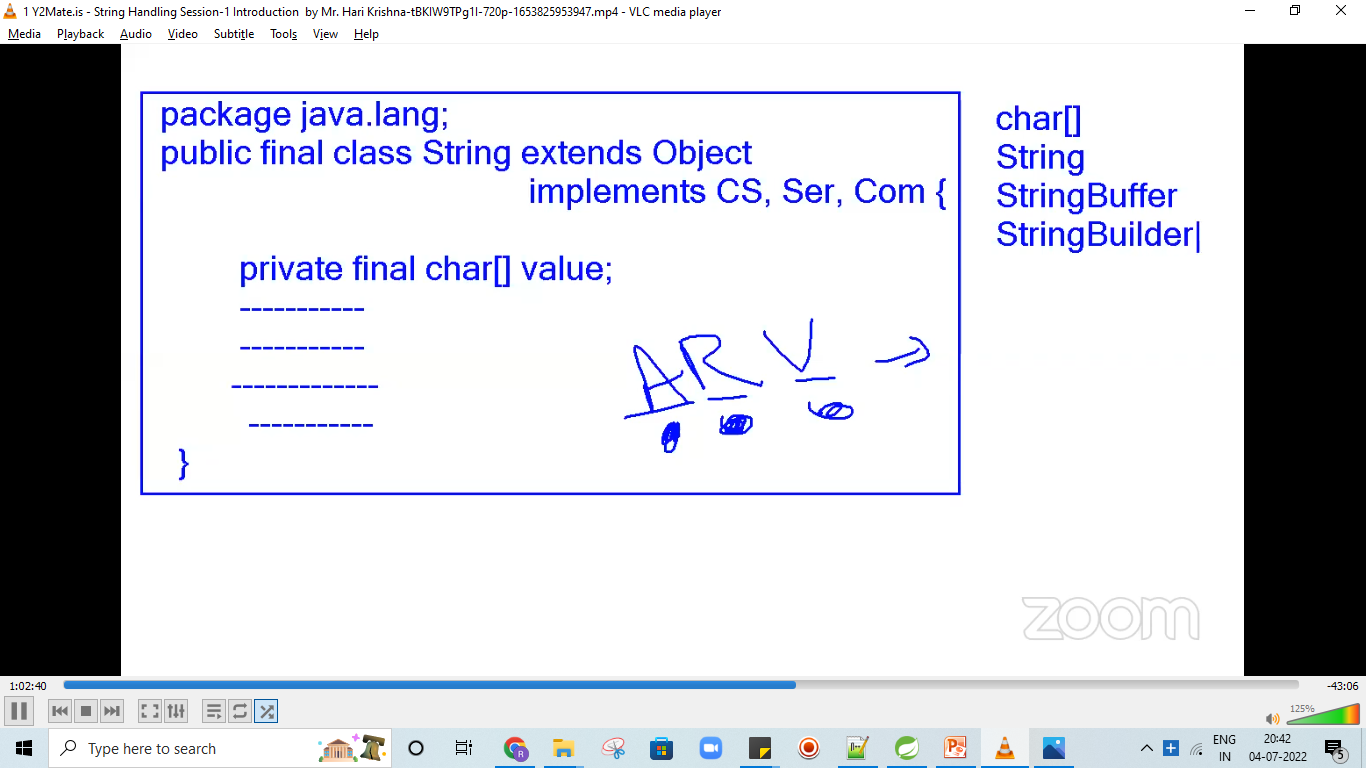 1 Y2Mate.is - String Handling Session-1 Introduction  by Mr. Hari Krishna-tBKlW9TPg1I-720p-1653825953947.mp4 - VLC media player
Media Playback Audio Video Subtitle Tools View Help
package java.lang;
public final class String extends Object
implements CS, Ser, Com {
private final char[] value;
-----------
-----------
-------------
-----------
}
A R V
char[]
String
StringBuffer
StringBuilder|
zoom
1:02:40
-43:06
125%
Type here to search
ENG
IN
20:42
04-07-2022
5